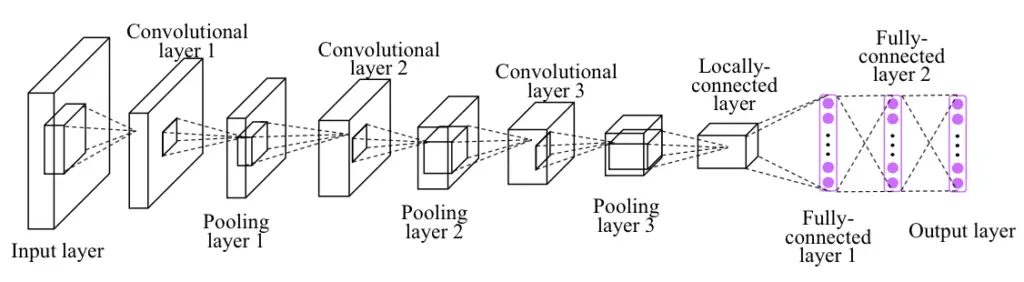 Input layer
Convolutional
layer 1
Pooling
layer 1
Convolutional
layer 2
Pooling
layer 2
Convolutional
layer 3
Pooling
layer 3
Locally-
connected
layer
Fully-
connected
layer 1
Fully-
connected
layer 2
Output layer